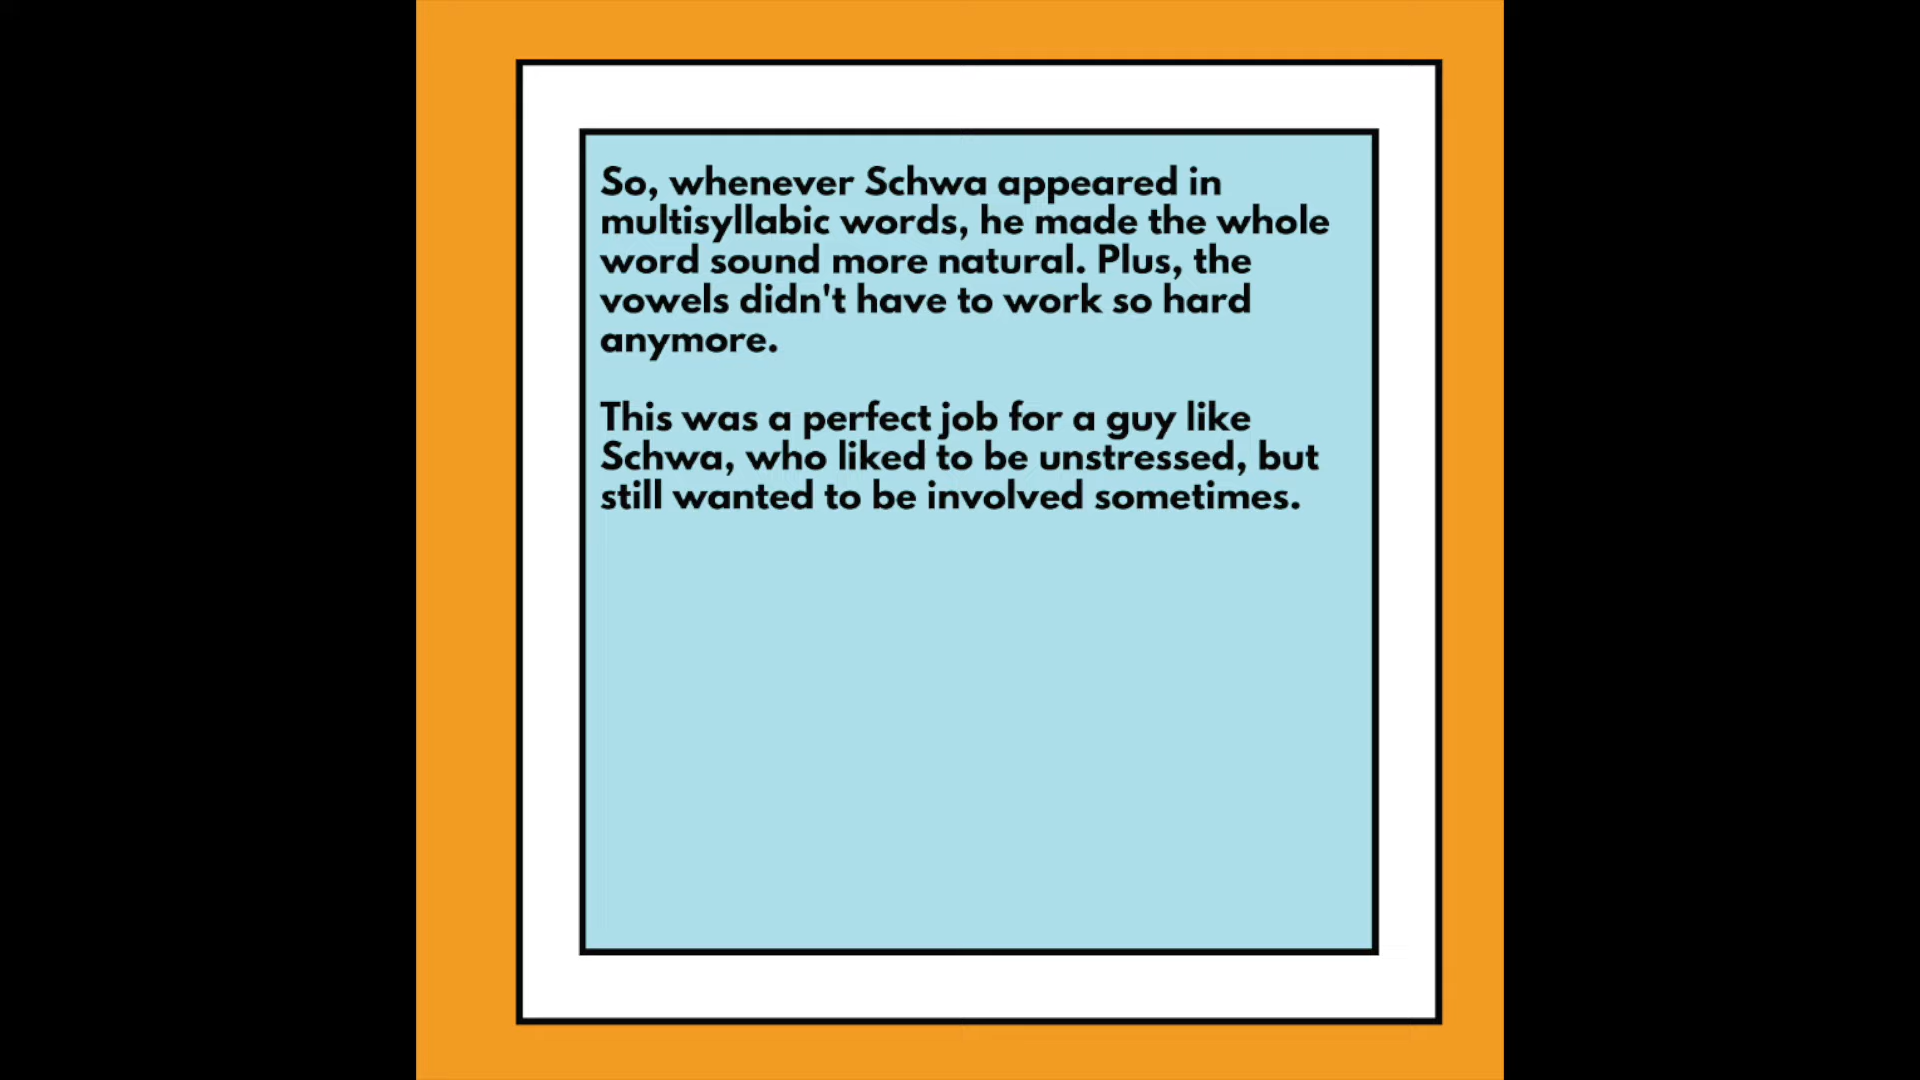 So, whenever Schwa appeared in
multisyllabic words, he made the whole
word sound more natural. Plus, the
vowels didn't have to work so hard
anymore.
This was a perfect job for a guy like
Schwa, who liked to be unstressed, but
still wanted to be involved sometimes.